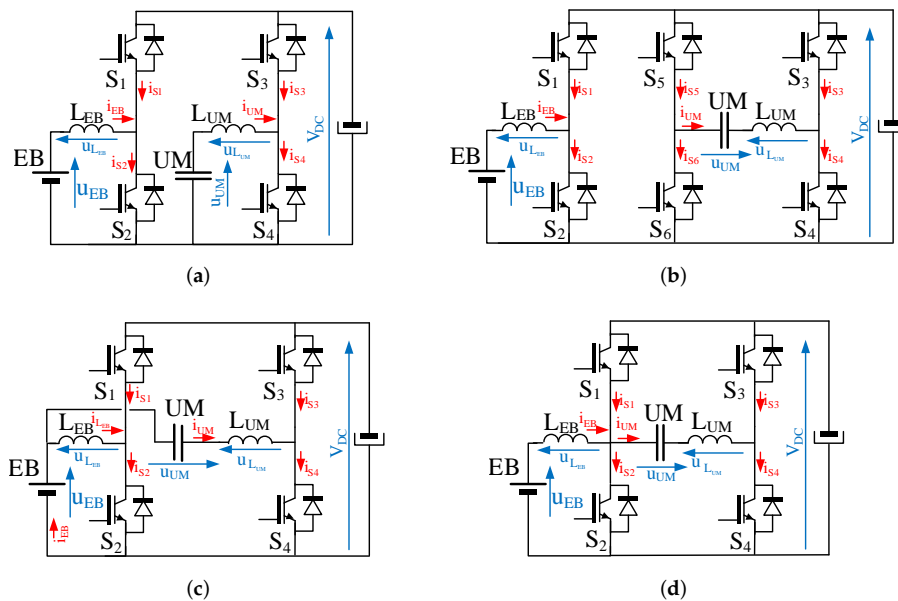 S1 S3
iS1 iS3
LEB iEB LUM iUM
VDC
uLEB uLUM
EB iS2 UM iS4
uEB uUM
S2 S4
(a)
S1 S5 S3
iS1 iS5 iS3
LEB iEB iUM UM LUM
VDC
uLEB iS2 iS6 uUM uLUM iS4
EB
uEB
S2 S6 S4
(b)
S1 S3
iS1 UM iS3
LEB iLEB iUM LUM
VDC
uLEB iS2 uUM uLUM iS4
EB
uEB
iEB S2 S4
(c)
S1 S3
iS1 iS3
LEB iEB iUM UM LUM
VDC
uLEB iS2 uUM uLUM iS4
EB
uEB
S2 S4
(d)